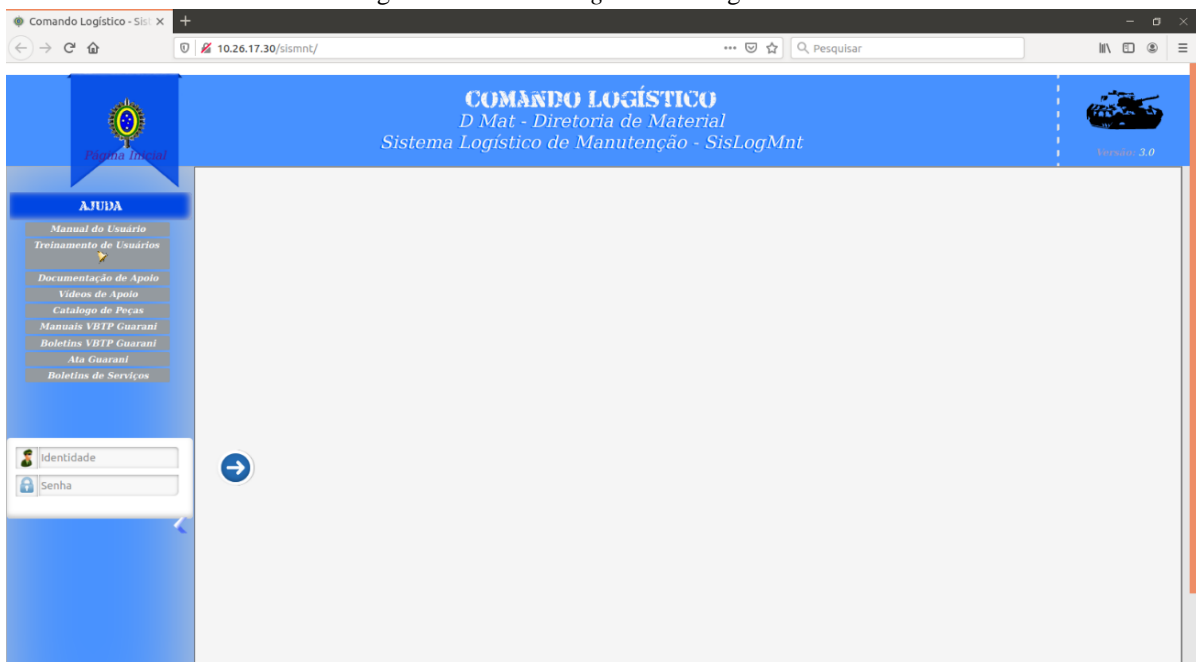 Comando Logístico - Sis
10.26.17.30/sismnt/
Pesquisar
COMANDO LOGÍSTICO
D Mat - Diretoria de Material
Sistema Logístico de Manutenção - SisLogMnt
Página Inicial
Versão: 3.0
AJUDA
Manual do Usuário
Treinamento de Usuários
Documentação de Apoio
Vídeos de Apoio
Catalogo de Peças
Manuais VBTP Guarani
Boletins VBTP Guarani
Ata Guarani
Boletins de Serviços
Identidade
Senha